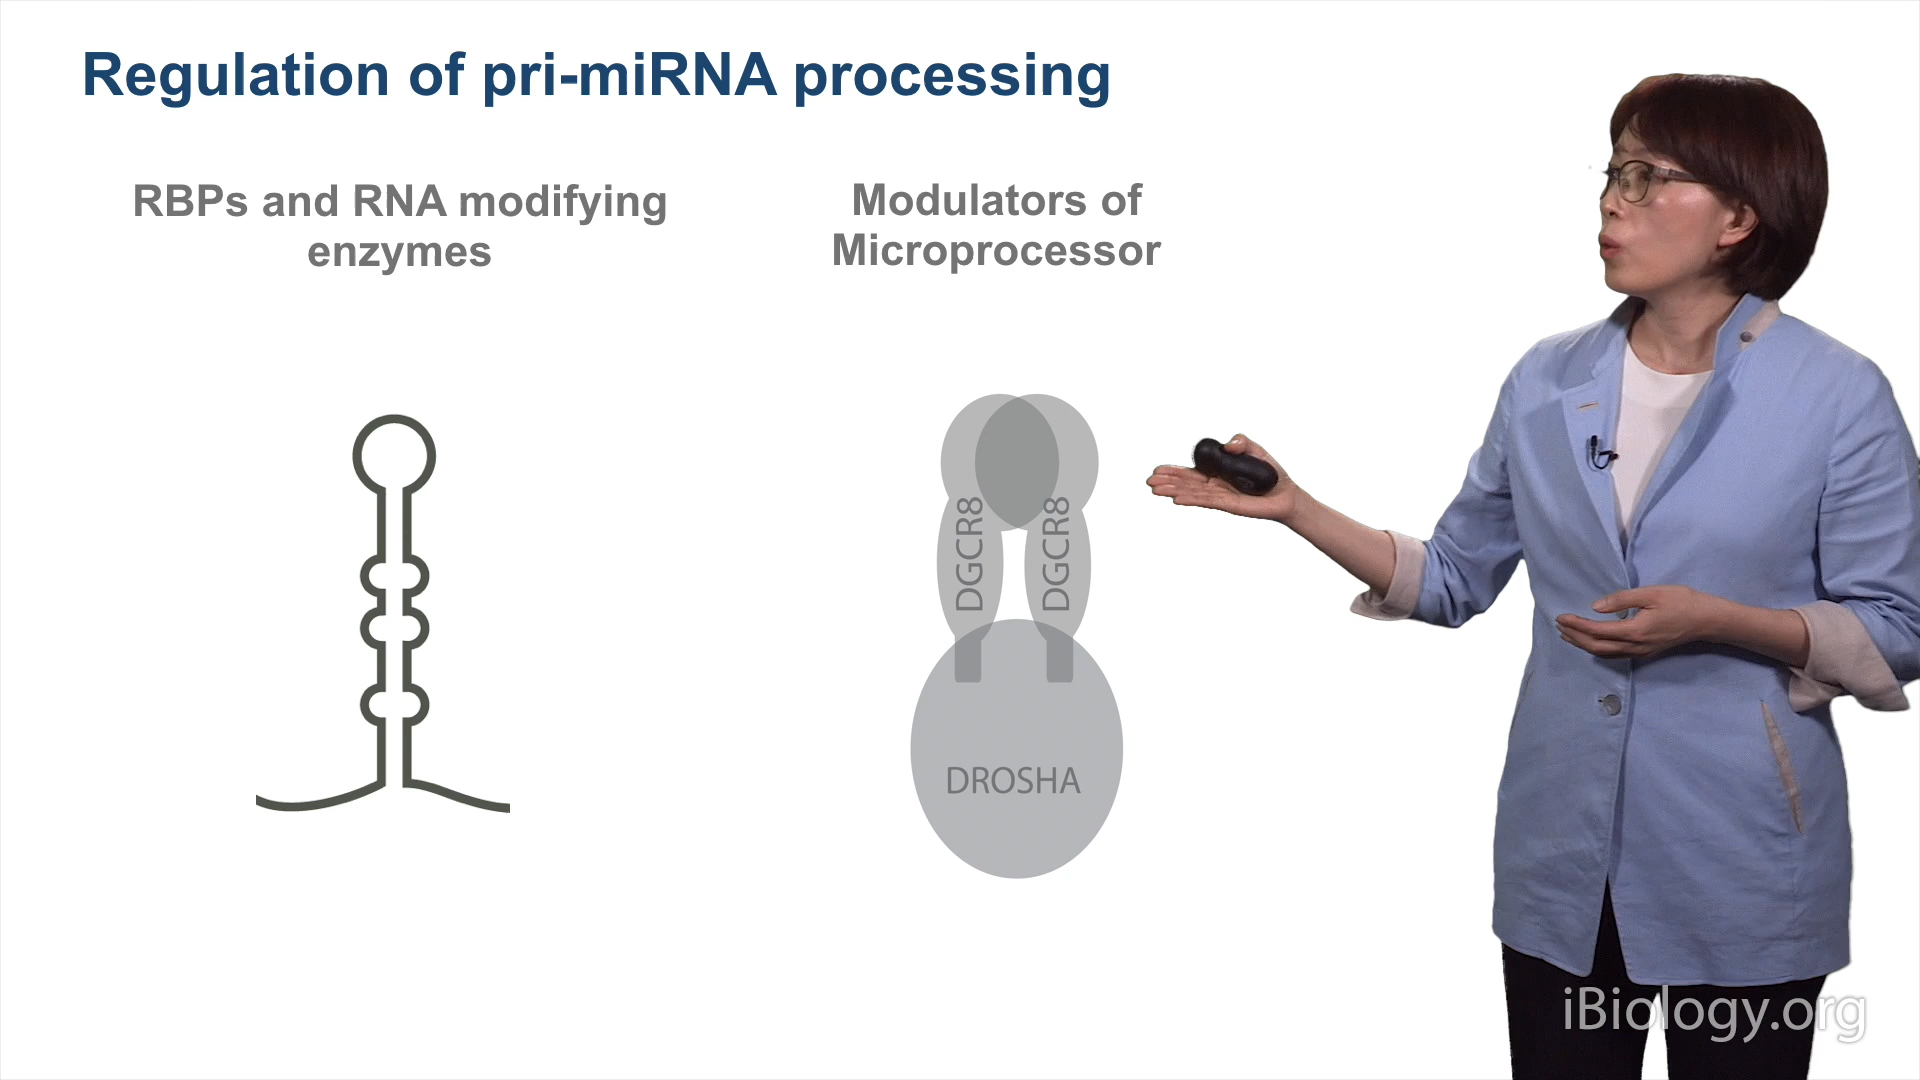 Regulation of pri-miRNA processing
RBPs and RNA modifying
enzymes
Modulators of
Microprocessor
DGCR8
DGCR8
DROSHA
iBiology.org